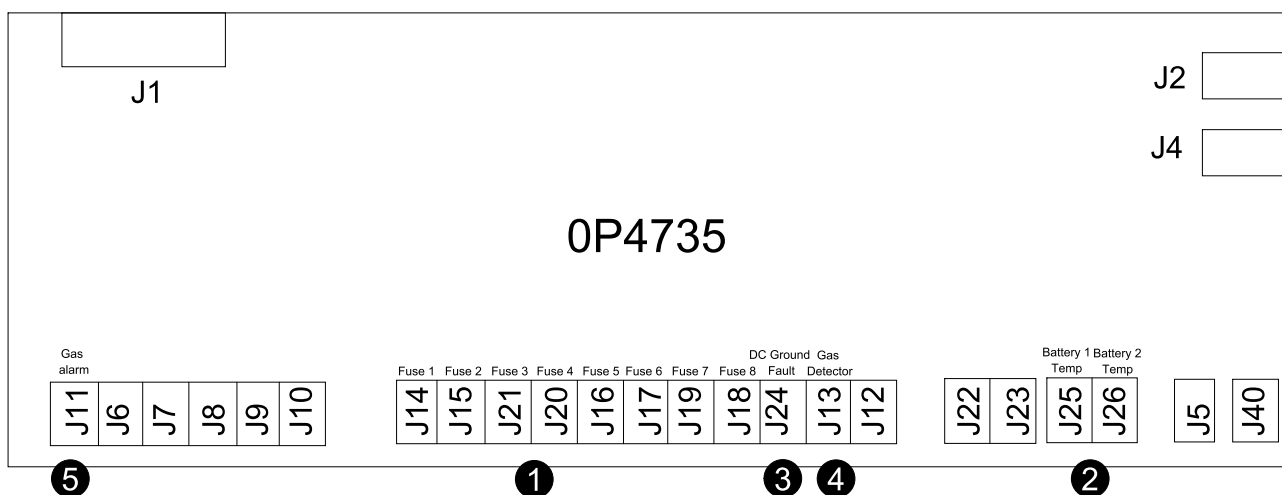 J1
J2
J4
0P4735
Gas alarm
Fuse 1 Fuse 2 Fuse 3 Fuse 4 Fuse 5 Fuse 6 Fuse 7 Fuse 8 DC Ground Fault Gas Detector
Battery 1 Temp Battery 2 Temp
J11 J6 J7 J8 J9 J10
J14 J15 J21 J20 J16 J17 J19 J18 J24 J13 J12
J22 J23 J25 J26
J5 J40
5 1 3 4 2